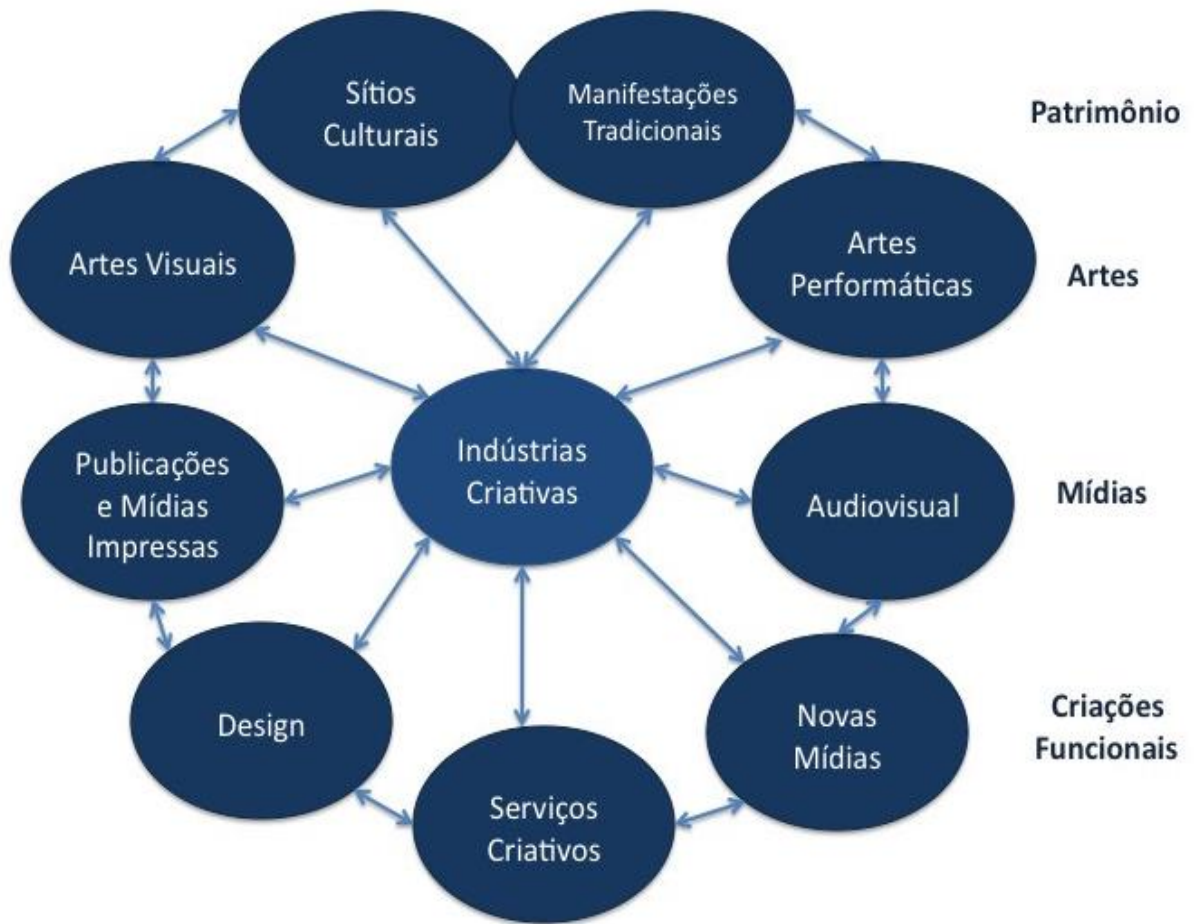 Sítios
Culturais
Manifestações
Tradicionais
Patrimônio
Artes Visuais
Artes
Performáticas
Artes
Indústrias
Criativas
Publicações
e Mídias
Impressas
Audiovisual
Mídias
Design
Novas
Mídias
Criações
Funcionais
Serviços
Criativos